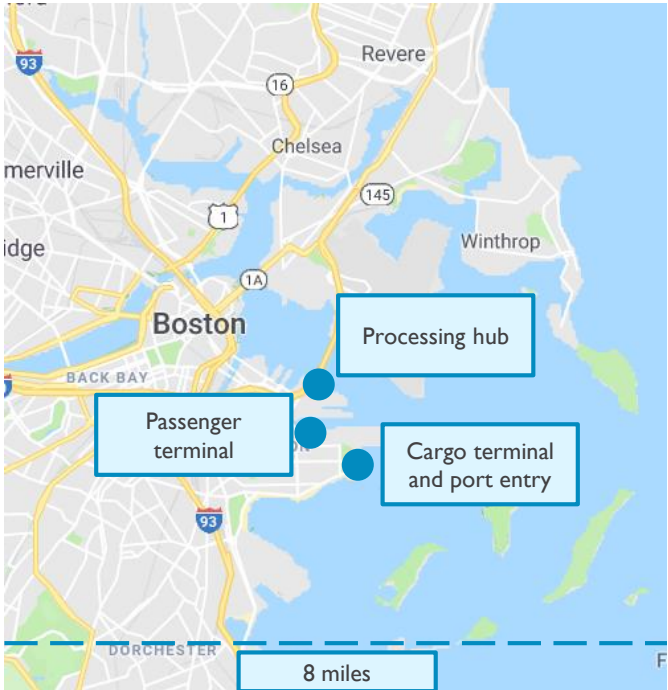 93
Revere
16
Chelsea
merville
145
1
idge
Winthrop
1A
Boston
Processing hub
BACK BAY
Passenger
terminal
ON
Cargo terminal
and port entry
93
DORCHESTER
8 miles
F